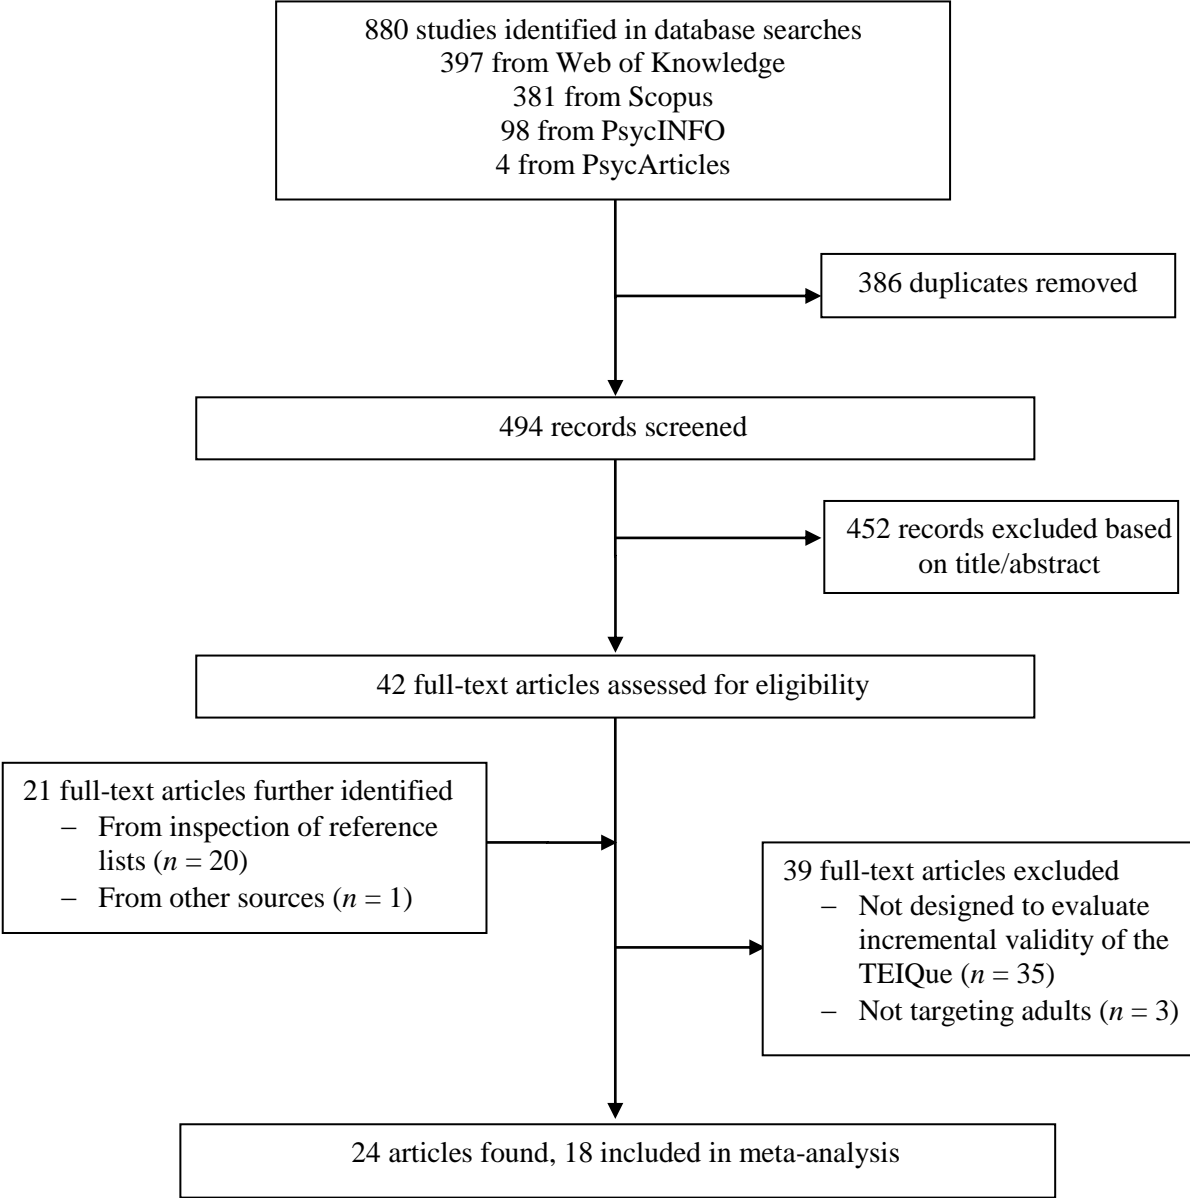 880 studies identified in database searches
397 from Web of Knowledge
381 from Scopus
98 from PsycINFO
4 from PsycArticles
386 duplicates removed
494 records screened
452 records excluded based
on title/abstract
42 full-text articles assessed for eligibility
21 full-text articles further identified
– From inspection of reference
lists (n = 20)
– From other sources (n = 1)
39 full-text articles excluded
– Not designed to evaluate
incremental validity of the
TEIQue (n = 35)
– Not targeting adults (n = 3)
24 articles found, 18 included in meta-analysis